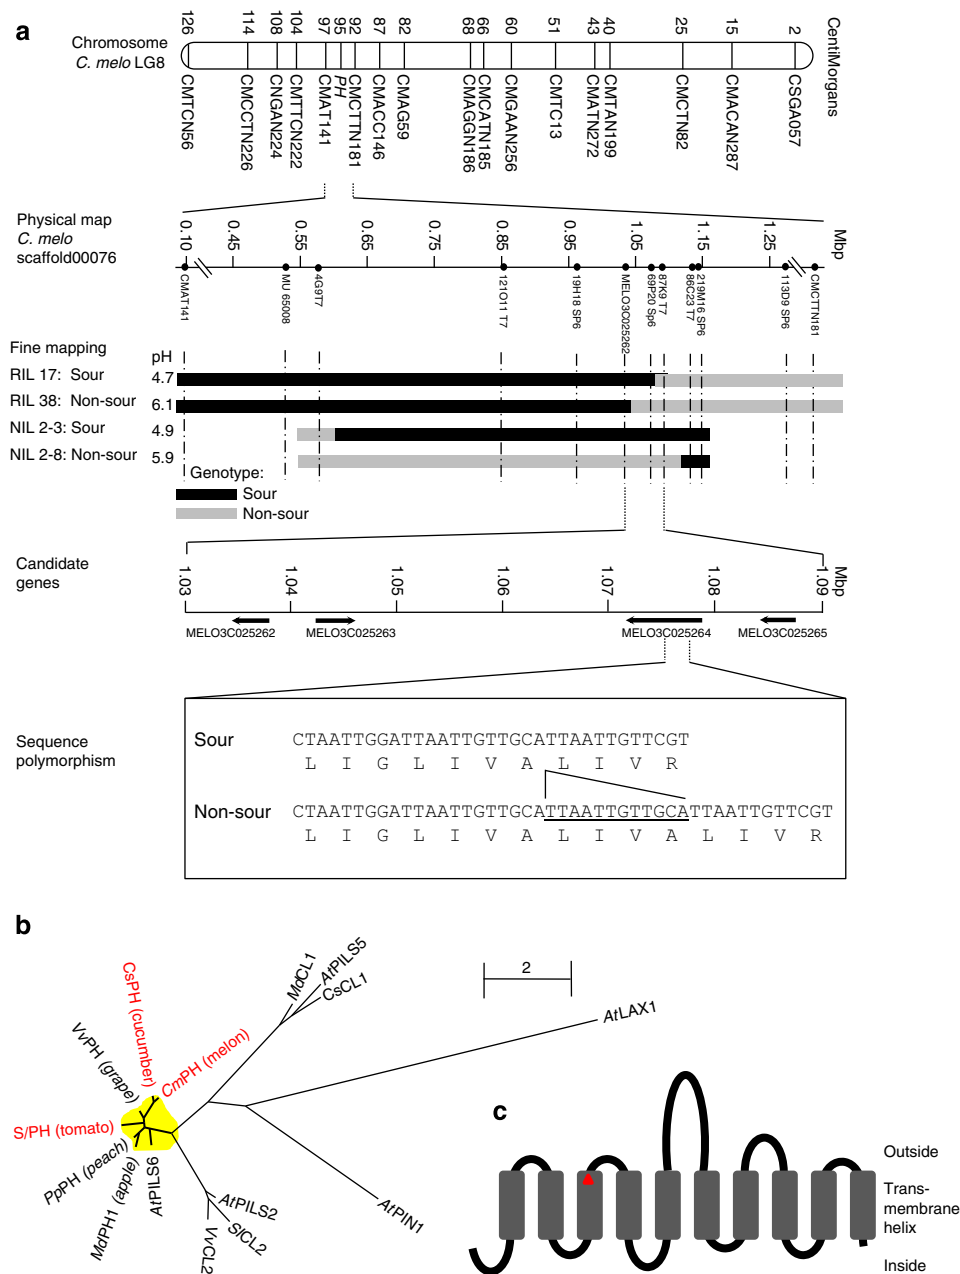 a
Chromosome
C. melo LG8
126 114 108 104 97 95 92 87 82 68 66 60 51 43 40 25 15 2
CentiMorgans
CMTCN56 CMCCTN226 CNGAN224 CMTTCN222 CMAT141 PH CMCTTN181 CMACC146 CMAG59 CMAGGN186 CMCATN185 CMGAAN256 CMTC13 CMATN272 CMTAN199 CMCTN82 CMACAN287 CSGA057
Physical map
C. melo
scaffold00076
0.10 0.45 0.55 0.65 0.75 0.85 0.95 1.05 1.15 1.25 Mbp
CMAT141 MU 65008 4G9T7 121O11 T7 19H18 SP6 MELO3C025262 69P20 Sp6 87K9 T7 86C23 T7 219M16 SP6 113D9 SP6 CMCTTN181
Fine mapping
pH
RIL 17: Sour 4.7
RIL 38: Non-sour 6.1
NIL 2-3: Sour 4.9
NIL 2-8: Non-sour 5.9
Genotype:
Sour
Non-sour
Candidate
genes
1.03 1.04 1.05 1.06 1.07 1.08 1.09 Mbp
MELO3C025262 MELO3C025263 MELO3C025264 MELO3C025265
Sequence
polymorphism
Sour CTAATTGGATTAATTGTTGCATTAATTGTTCGT
L I G L I V A L I V R
Non-sour CTAATTGGATTAATTGTTGCATTAATTGTTGCATTAATTGTTCGT
L I G L I V A L I V A L I V R
b
CsPH (cucumber)
VvPH (grape)
CmPH (melon)
S/PH (tomato)
PpPH (peach)
MdPH1 (apple)
AtPILS6
MdCL1
AtPILS5
CsCL1
2
AtLAX1
AtPIN1
AtPILS2
SlCL2
VvCL2
c
Outside
Trans-
membrane
helix
Inside